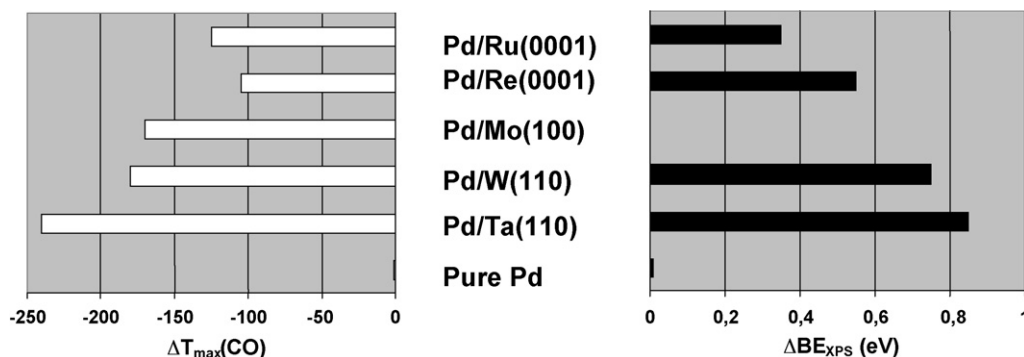 Pd/Ru(0001)
Pd/Re(0001)
Pd/Mo(100)
Pd/W(110)
Pd/Ta(110)
Pure Pd
-250 -200 -150 -100 -50 0
ΔTmax(CO)
0 0,2 0,4 0,6 0,8 1
ΔBEXPS (eV)